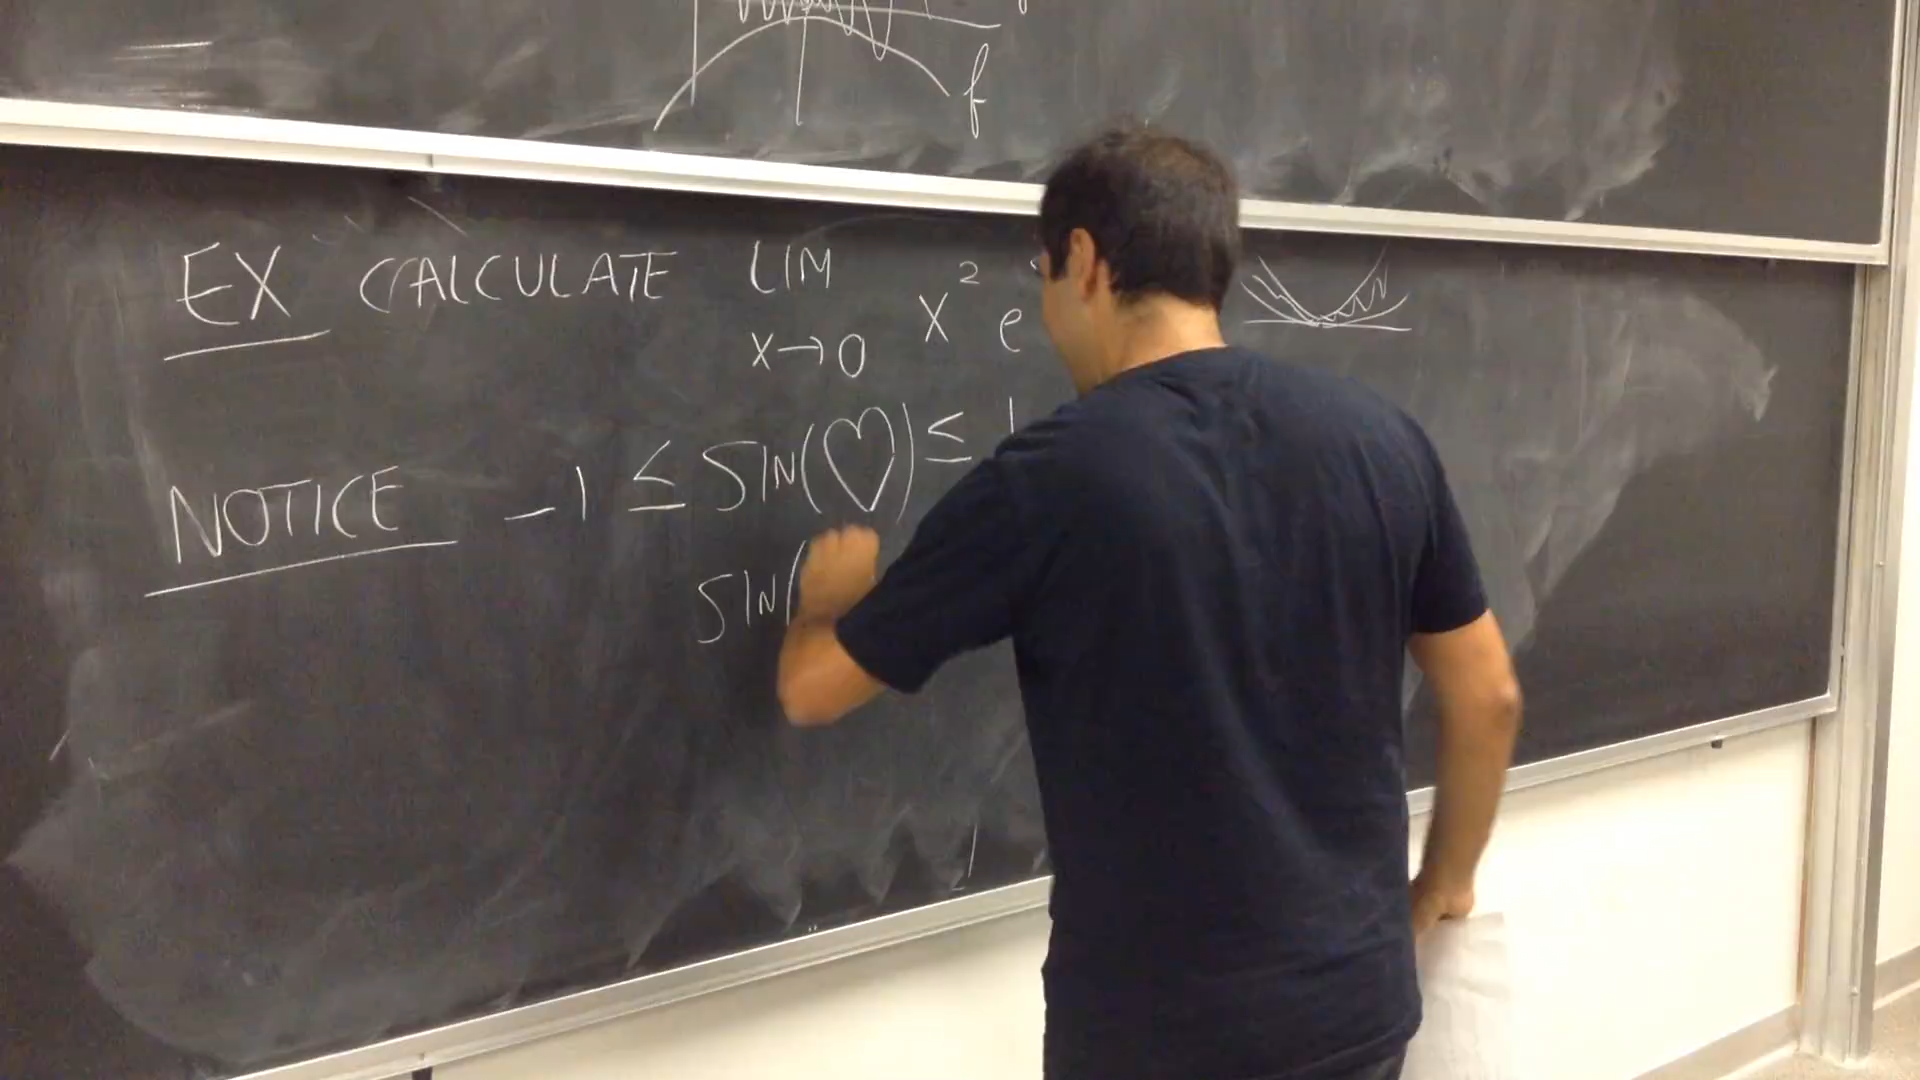 f
EX CALCULATE LIM x→0 x² e
NOTICE -1 ≤ SIN(♡) ≤ 1
SIN(